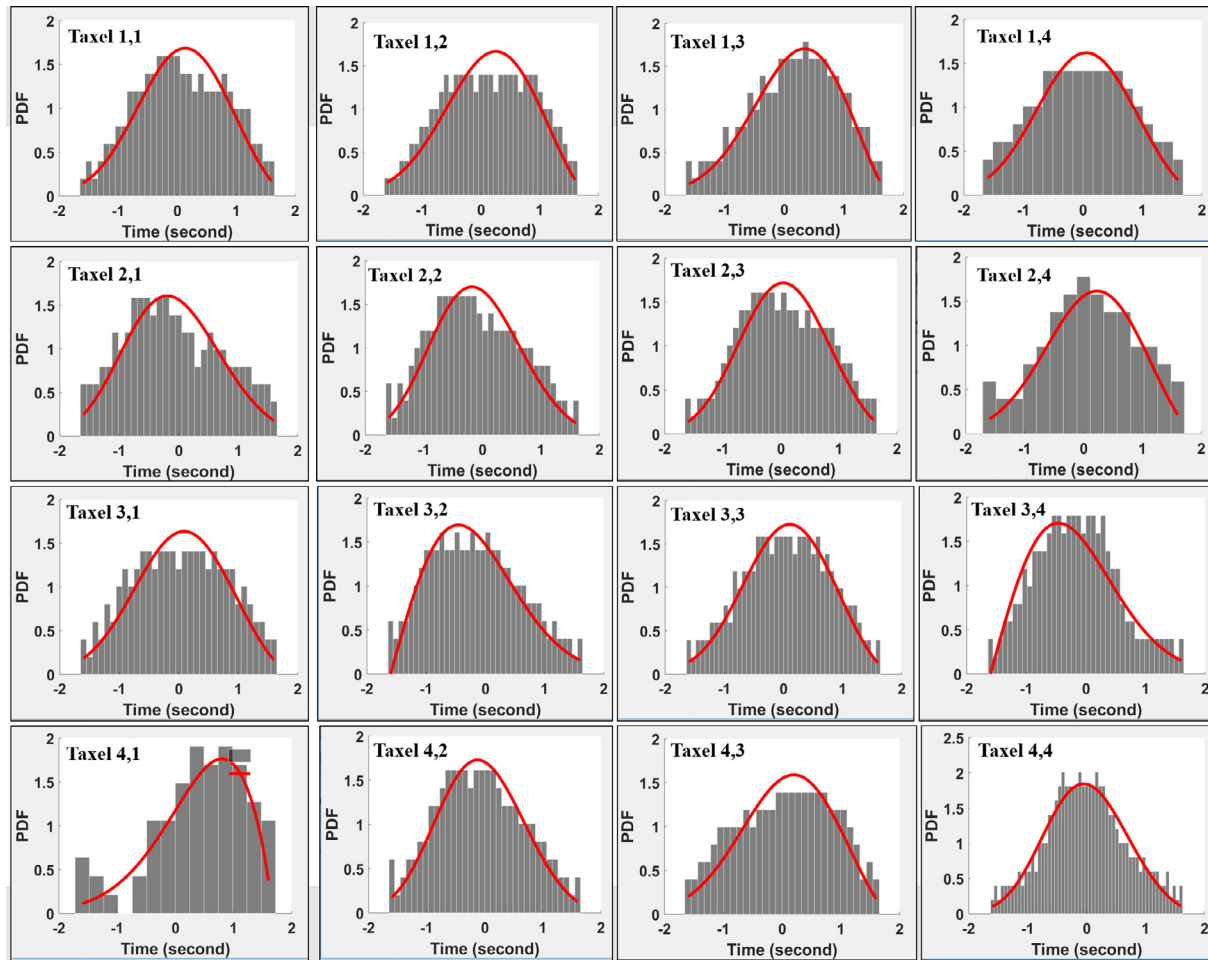 Taxel 1,1
2
1.5
1
0.5
0
PDF
-2 -1 0 1 2
Time (second)
Taxel 1,2
2
1.5
1
0.5
0
PDF
-2 -1 0 1 2
Time (second)
Taxel 1,3
2
1.5
1
0.5
0
PDF
-2 -1 0 1 2
Time (second)
Taxel 1,4
2
1.5
1
0.5
0
PDF
-2 -1 0 1 2
Time (second)
Taxel 2,1
2
1.5
1
0.5
0
PDF
-2 -1 0 1 2
Time (second)
Taxel 2,2
2
1.5
1
0.5
0
PDF
-2 -1 0 1 2
Time (second)
Taxel 2,3
2
1.5
1
0.5
0
PDF
-2 -1 0 1 2
Time (second)
Taxel 2,4
2
1.5
1
0.5
0
PDF
-2 -1 0 1 2
Time (second)
Taxel 3,1
2
1.5
1
0.5
0
PDF
-2 -1 0 1 2
Time (second)
Taxel 3,2
2
1.5
1
0.5
0
PDF
-2 -1 0 1 2
Time (second)
Taxel 3,3
2
1.5
1
0.5
0
PDF
-2 -1 0 1 2
Time (second)
Taxel 3,4
2
1.5
1
0.5
0
PDF
-2 -1 0 1 2
Time (second)
Taxel 4,1
2
1.5
1
0.5
0
PDF
-2 -1 0 1 2
Time (second)
Taxel 4,2
2
1.5
1
0.5
0
PDF
-2 -1 0 1 2
Time (second)
Taxel 4,3
2
1.5
1
0.5
0
PDF
-2 -1 0 1 2
Time (second)
Taxel 4,4
2.5
2
1.5
1
0.5
0
PDF
-2 -1 0 1 2
Time (second)